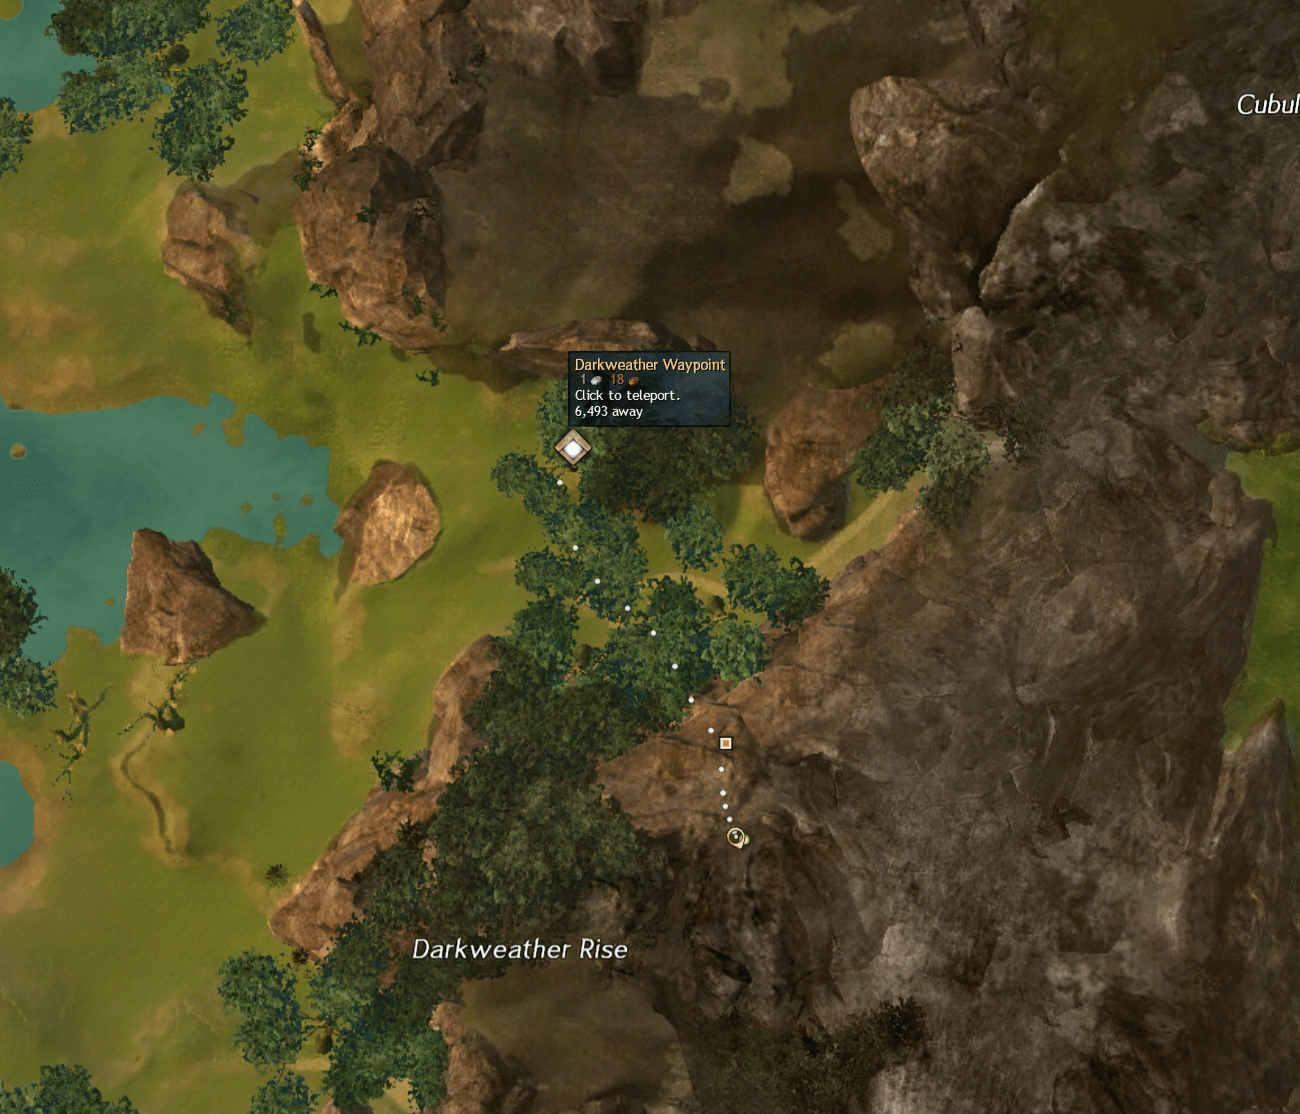 Cubul
Darkweather Waypoint
1 18
Click to teleport.
6,493 away
Darkweather Rise